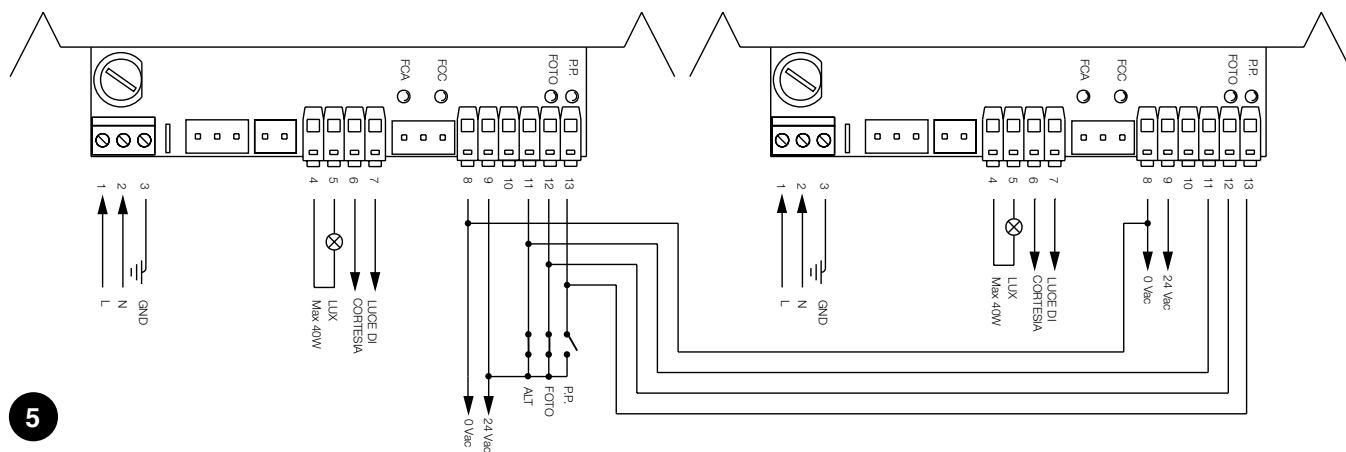 FCA
FCC
FOTO
P.P.
1
2
3
4
5
6
7
8
9
10
11
12
13
L
N
GND
Max 40W
LUX
CORTESIA
LUCE DI
0 Vac
24 Vac
ALT
FOTO
P.P.
FCA
FCC
FOTO
P.P.
1
2
3
4
5
6
7
8
9
10
11
12
13
L
N
GND
Max 40W
LUX
CORTESIA
LUCE DI
0 Vac
24 Vac
5